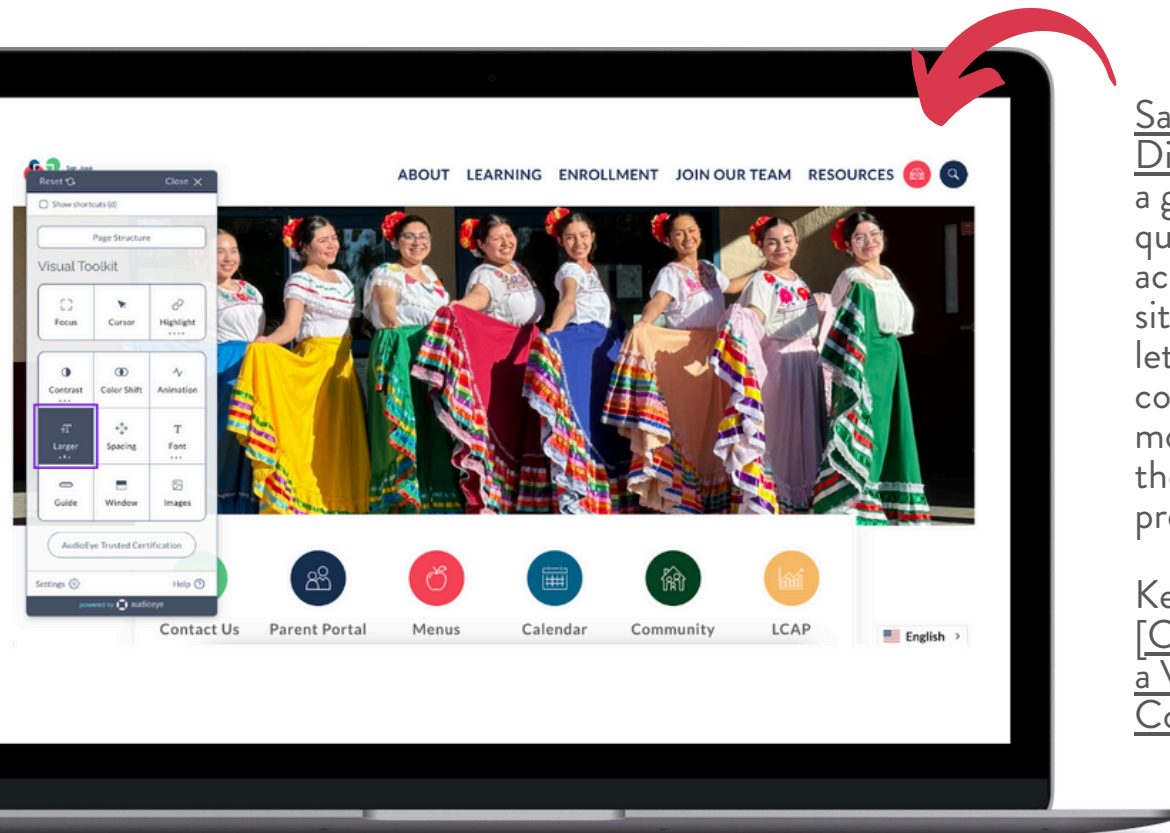 San José
ABOUT LEARNING ENROLLMENT JOIN OUR TEAM RESOURCES
Reset Close
Show shortcuts (d)
Page Structure
Visual Toolkit
Focus Cursor Highlight
Contrast Color Shift Animation
Larger Spacing Font
Guide Window Images
AudioEye Trusted Certification
Settings Help
powered by audioeye
Contact Us Parent Portal Menus Calendar Community LCAP
English
Sa
Di
a g
qu
ac
sit
let
co
mo
the
pro
Ke
[C
a V
Co